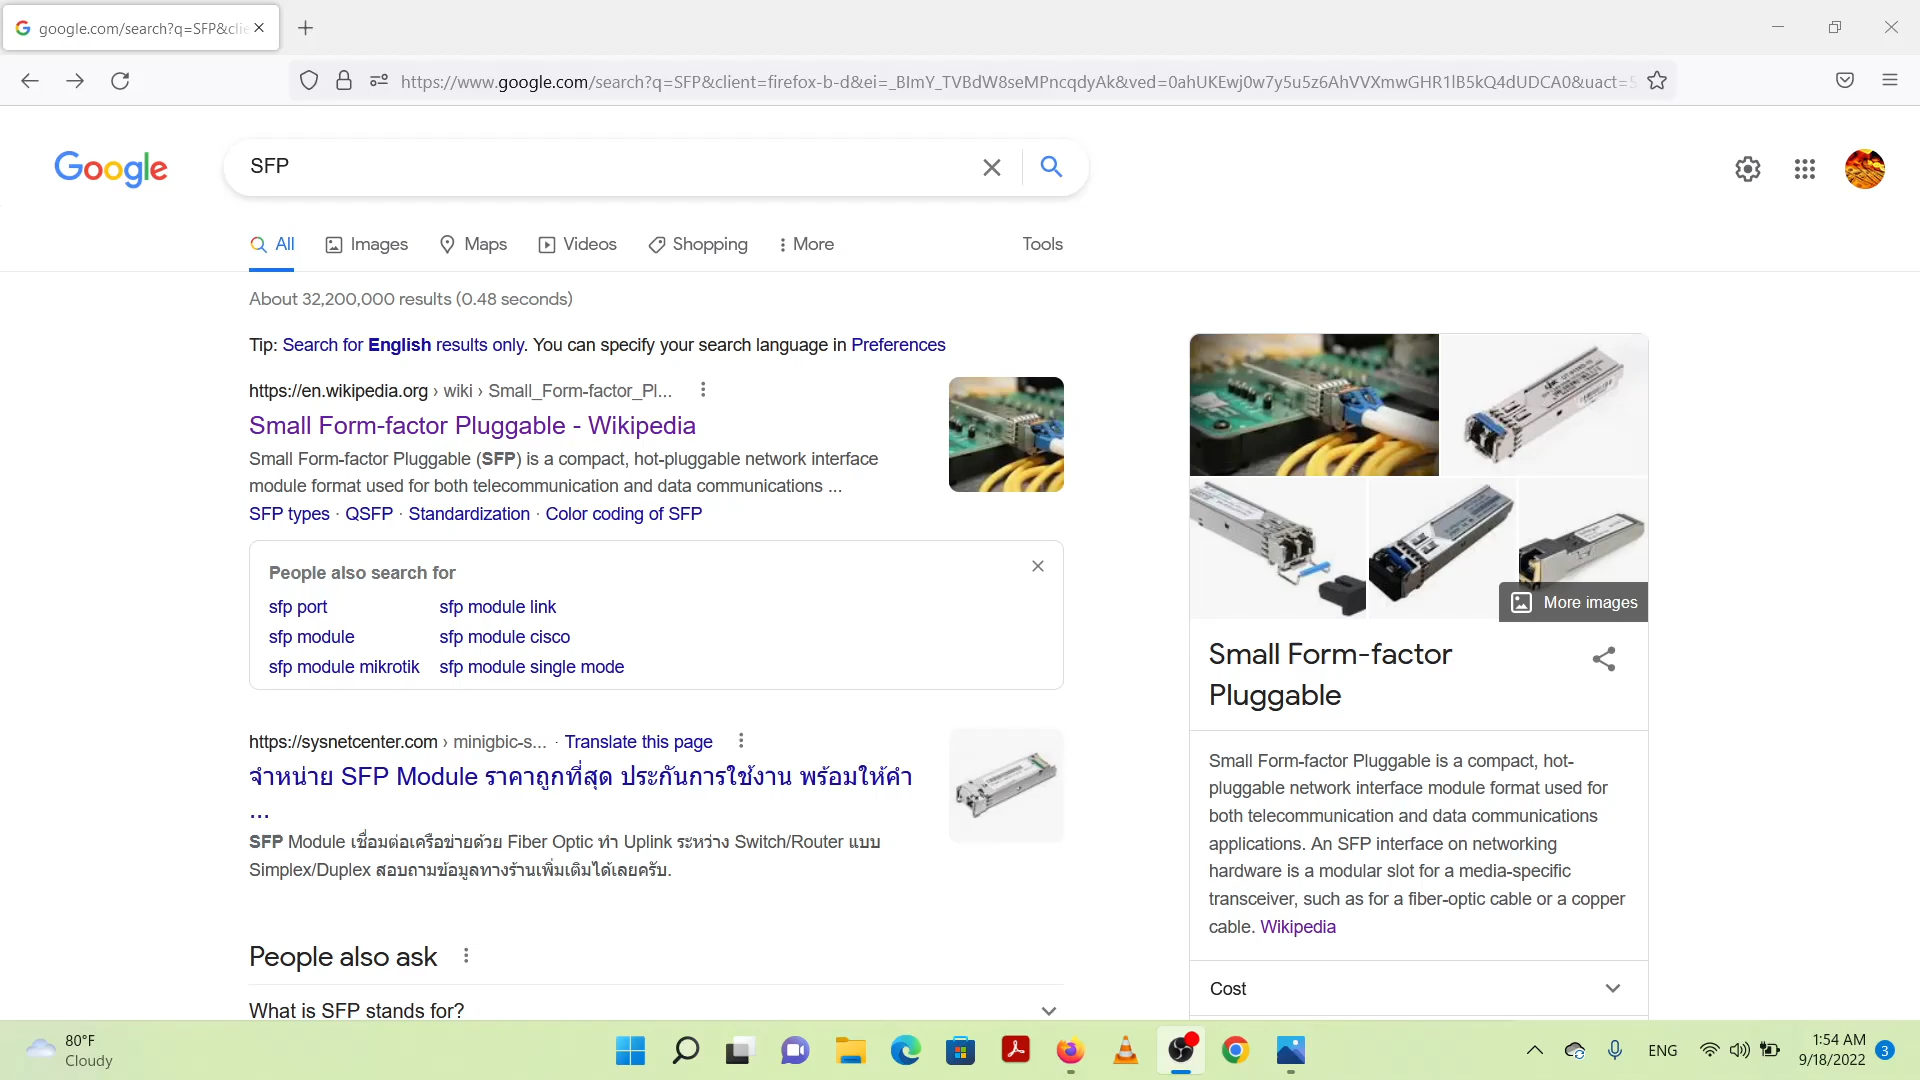 google.com/search?q=SFP&clie
https://www.google.com/search?q=SFP&client=firefox-b-d&ei=_BImY_TVBdW8seMPncqdyAk&ved=0ahUKEwj0w7y5u5z6AhVVXmwGHR1lB5kQ4dUDCA0&uact=5
Google
SFP
All Images Maps Videos Shopping More Tools
About 32,200,000 results (0.48 seconds)
Tip: Search for English results only. You can specify your search language in Preferences
https://en.wikipedia.org › wiki › Small_Form-factor_Pl...
Small Form-factor Pluggable - Wikipedia
Small Form-factor Pluggable (SFP) is a compact, hot-pluggable network interface
module format used for both telecommunication and data communications ...
SFP types · QSFP · Standardization · Color coding of SFP
People also search for
sfp port sfp module link
sfp module sfp module cisco
sfp module mikrotik sfp module single mode
https://sysnetcenter.com › minigbic-s... · Translate this page
จำหน่าย SFP Module ราคาถูกที่สุด ประกันการใช้งาน พร้อมให้คำ
...
SFP Module เชื่อมต่อเครือข่ายด้วย Fiber Optic ทำ Uplink ระหว่าง Switch/Router แบบ
Simplex/Duplex สอบถามข้อมูลทางร้านเพิ่มเติมได้เลยครับ.
People also ask
What is SFP stands for?
More images
Small Form-factor
Pluggable
Small Form-factor Pluggable is a compact, hot-
pluggable network interface module format used for
both telecommunication and data communications
applications. An SFP interface on networking
hardware is a modular slot for a media-specific
transceiver, such as for a fiber-optic cable or a copper
cable. Wikipedia
Cost
80°F
Cloudy
ENG
1:54 AM
9/18/2022
3